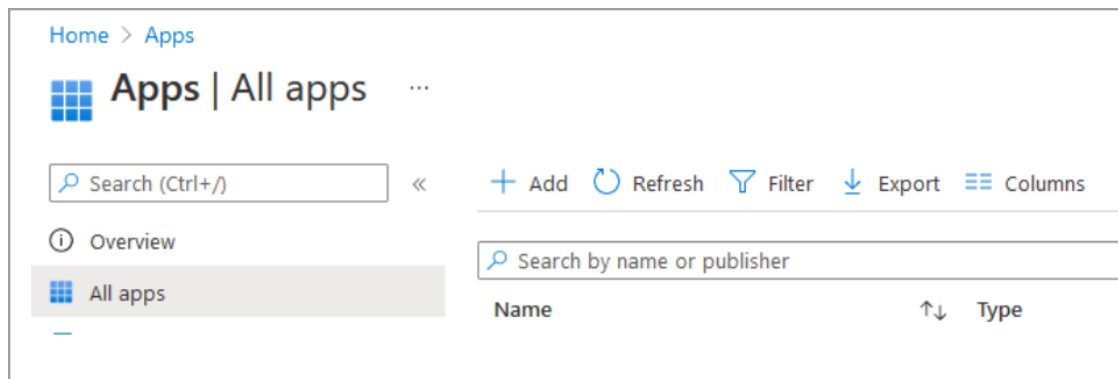 Home > Apps
Apps | All apps ...
Search (Ctrl+/) «
Overview
All apps
+ Add Refresh Filter Export Columns
Search by name or publisher
Name ↑↓ Type